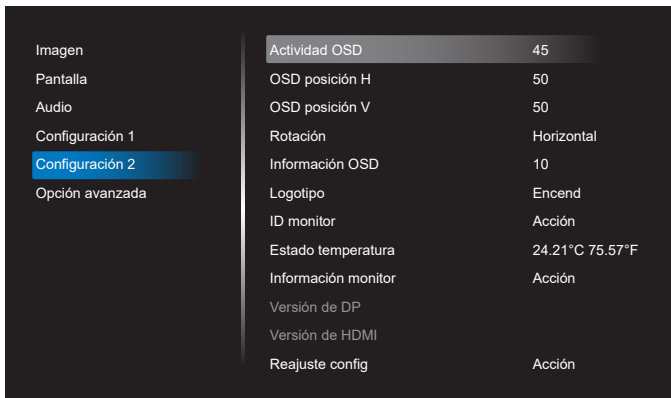 Imagen
Pantalla
Audio
Configuración 1
Configuración 2
Opción avanzada
Actividad OSD 45
OSD posición H 50
OSD posición V 50
Rotación Horizontal
Información OSD 10
Logotipo Encend
ID monitor Acción
Estado temperatura 24.21°C 75.57°F
Información monitor Acción
Versión de DP
Versión de HDMI
Reajuste config Acción